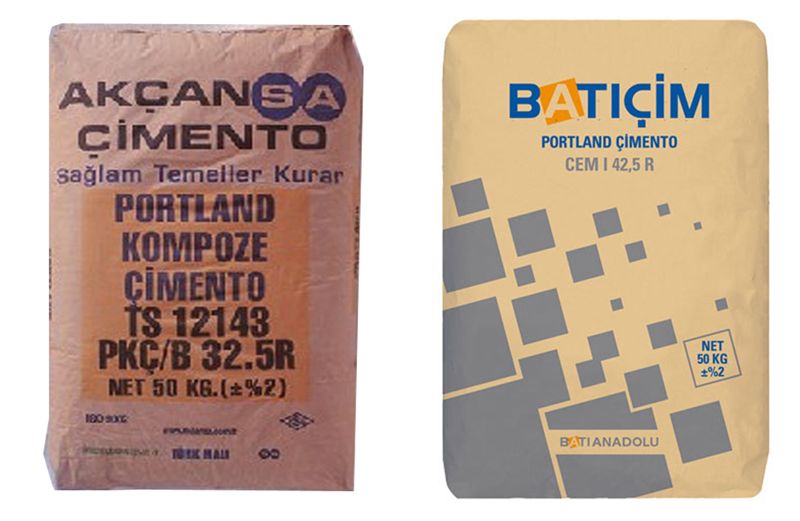 AKÇANSA
ÇİMENTO
Sağlam Temeller Kurar
PORTLAND
KOMPOZE
ÇİMENTO
TS 12143
PKÇ/B 32.5R
NET 50 KG.(±%2)
TÜRK MALI
BATIÇİM
PORTLAND ÇİMENTO
CEM I 42,5 R
NET
50 KG
±%2
BATIANADOLU